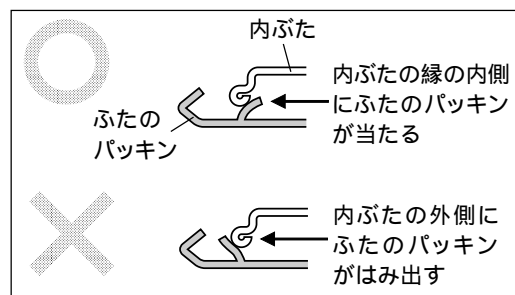 内ぶた
内ぶたの縁の内側
にふたのパッキン
が当たる
ふたの
パッキン
内ぶたの外側に
ふたのパッキン
がはみ出す